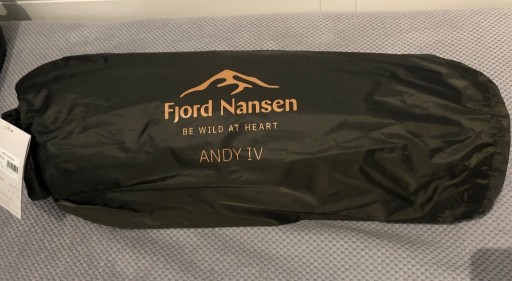 Fjord Nansen
BE WILD AT HEART
ANDY IV